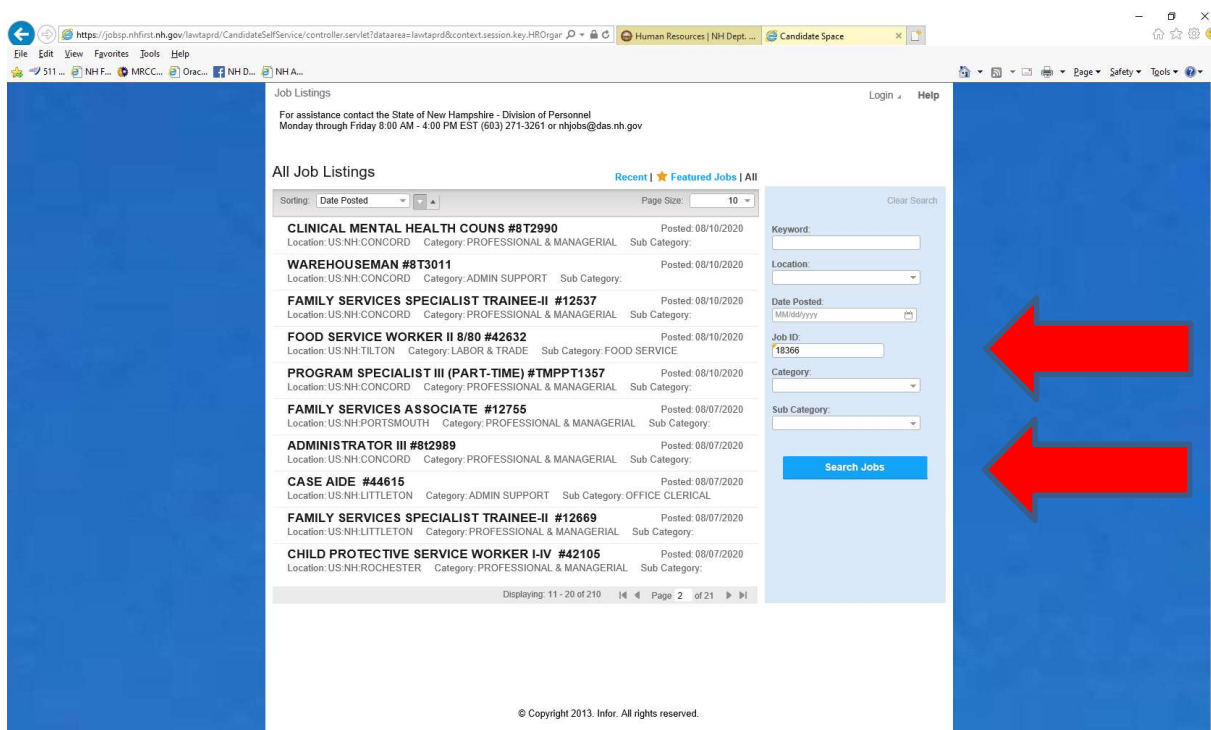 https://jobsp.nhfirst.nh.gov/lawtaprd/CandidateSelfService/controller.servlet?dataarea=lawtaprd&context.session.key.HROrgar
Human Resources | NH Dept. ...
Candidate Space
File Edit View Favorites Tools Help
511 ... NH F... MRCC... Orac... NH D... NH A...
Page Safety Tools
Job Listings
Login Help
For assistance contact the State of New Hampshire - Division of Personnel
Monday through Friday 8:00 AM - 4:00 PM EST (603) 271-3261 or nhjobs@das.nh.gov
All Job Listings
Recent | Featured Jobs | All
Sorting: Date Posted Page Size: 10
CLINICAL MENTAL HEALTH COUNS #8T2990 Posted: 08/10/2020
Location: US:NH:CONCORD Category: PROFESSIONAL & MANAGERIAL Sub Category:
WAREHOUSEMAN #8T3011 Posted: 08/10/2020
Location: US:NH:CONCORD Category: ADMIN SUPPORT Sub Category:
FAMILY SERVICES SPECIALIST TRAINEE-II #12537 Posted: 08/10/2020
Location: US:NH:CONCORD Category: PROFESSIONAL & MANAGERIAL Sub Category:
FOOD SERVICE WORKER II 8/80 #42632 Posted: 08/10/2020
Location: US:NH:TILTON Category: LABOR & TRADE Sub Category: FOOD SERVICE
PROGRAM SPECIALIST III (PART-TIME) #TMPPT1357 Posted: 08/10/2020
Location: US:NH:CONCORD Category: PROFESSIONAL & MANAGERIAL Sub Category:
FAMILY SERVICES ASSOCIATE #12755 Posted: 08/07/2020
Location: US:NH:PORTSMOUTH Category: PROFESSIONAL & MANAGERIAL Sub Category:
ADMINISTRATOR III #8t2989 Posted: 08/07/2020
Location: US:NH:CONCORD Category: PROFESSIONAL & MANAGERIAL Sub Category:
CASE AIDE #44615 Posted: 08/07/2020
Location: US:NH:LITTLETON Category: ADMIN SUPPORT Sub Category: OFFICE CLERICAL
FAMILY SERVICES SPECIALIST TRAINEE-II #12669 Posted: 08/07/2020
Location: US:NH:LITTLETON Category: PROFESSIONAL & MANAGERIAL Sub Category:
CHILD PROTECTIVE SERVICE WORKER I-IV #42105 Posted: 08/07/2020
Location: US:NH:ROCHESTER Category: PROFESSIONAL & MANAGERIAL Sub Category:
Displaying: 11 - 20 of 210 Page 2 of 21
Clear Search
Keyword:
Location:
Date Posted:
MM/dd/yyyy
Job ID:
18366
Category:
Sub Category:
Search Jobs
© Copyright 2013. Infor. All rights reserved.